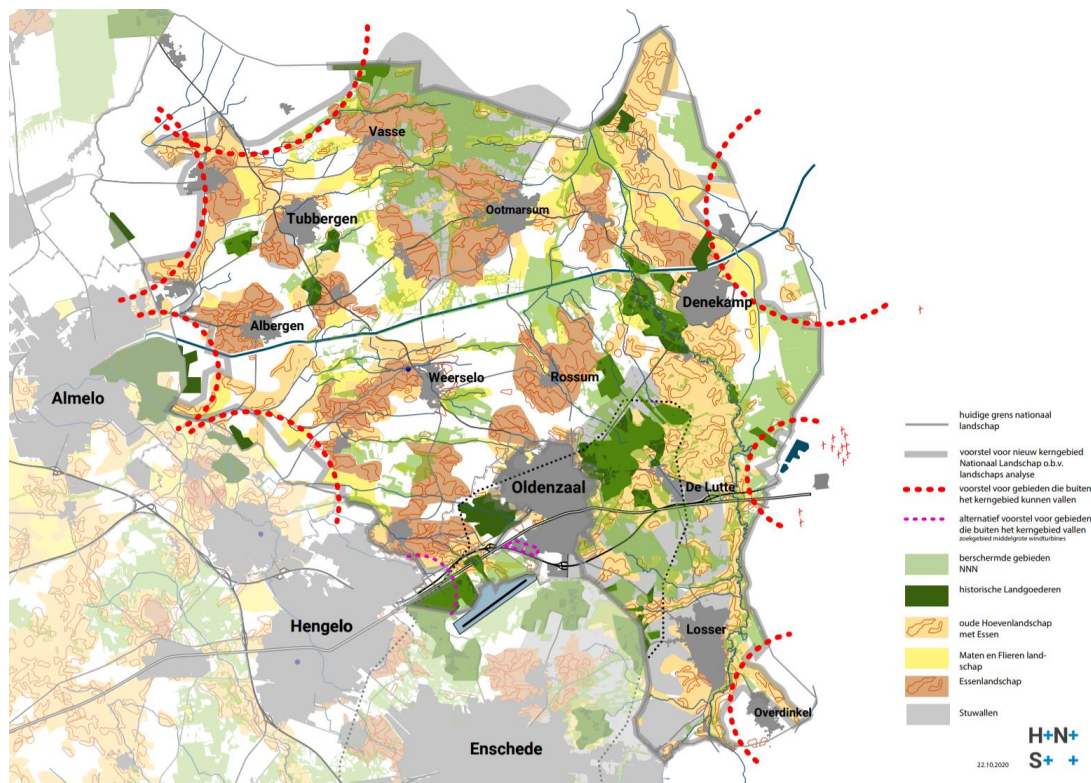 Vasse
Tubbergen
Ootmarsum
Denekamp
Albergen
Weerselo
Rossum
Almelo
Oldenzaal
De Lutte
Hengelo
Losser
Overdinkel
Enschede
huidige grens nationaal
landschap
voorstel voor nieuw kerngebied
Nationaal Landschap o.b.v.
landschaps analyse
voorstel voor gebieden die buiten
het kerngebied kunnen vallen
alternatief voorstel voor gebieden
die buiten het kerngebied vallen
zoekgebied middelgrote windturbines
berschermde gebieden
NNN
historische Landgoederen
oude Hoevenlandschap
met Essen
Maten en Flieren land-
schap
Essenlandschap
Stuwallen
22.10.2020
H+N+
S+ +